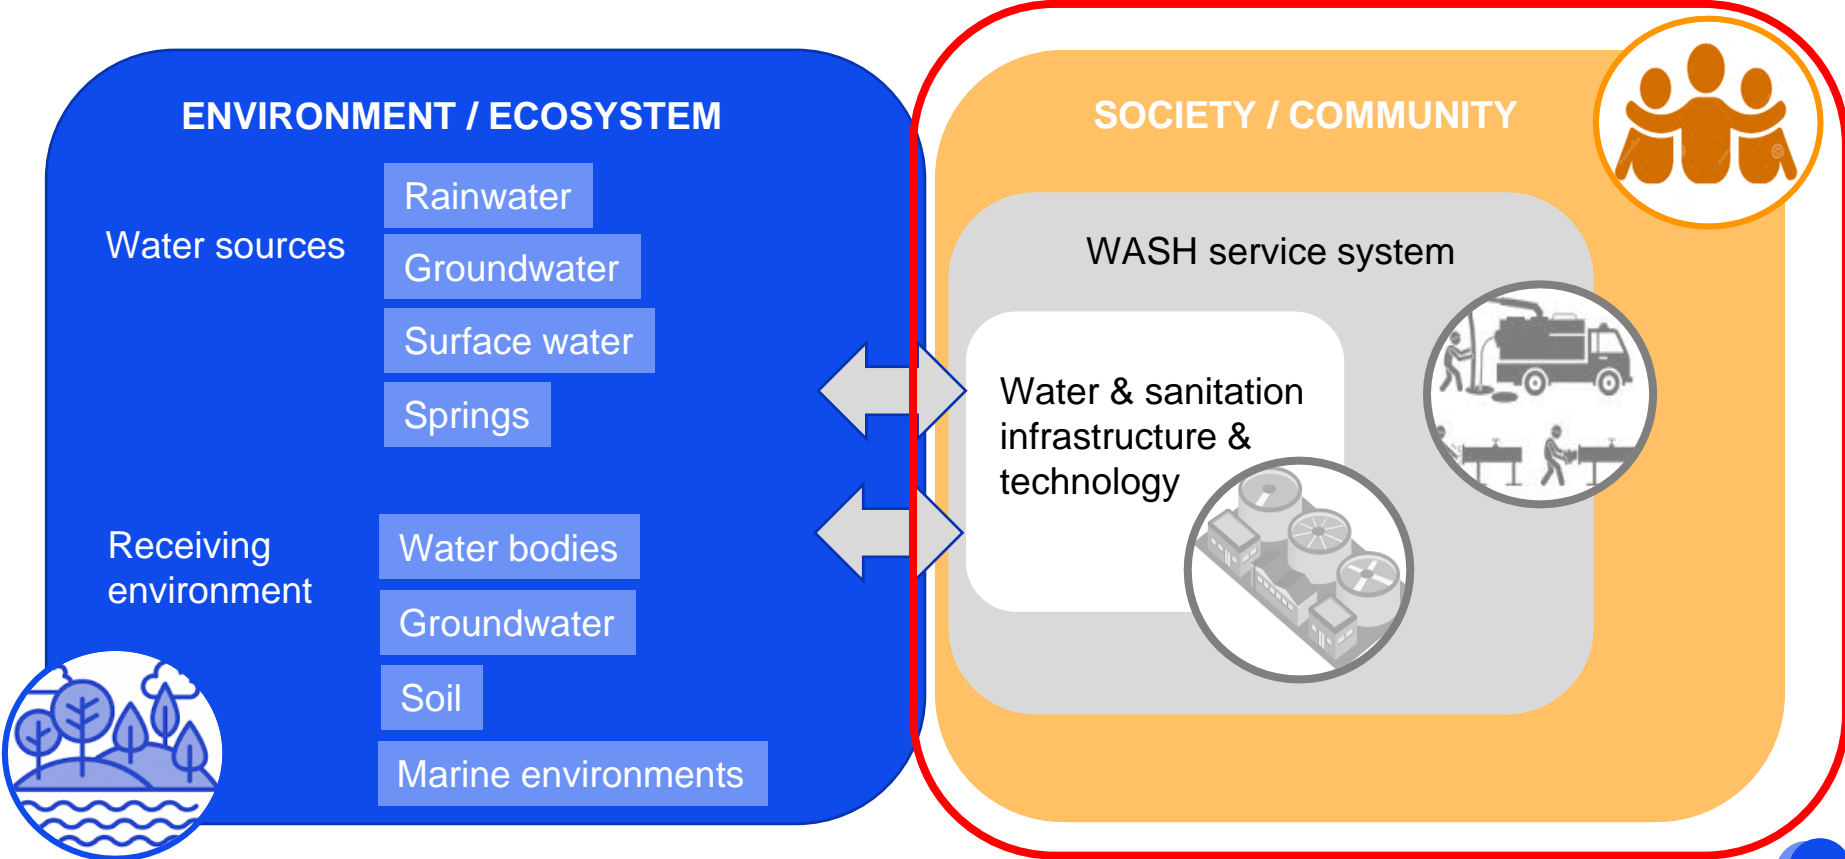 ENVIRONMENT / ECOSYSTEM
Water sources
Rainwater
Groundwater
Surface water
Springs
Receiving
environment
Water bodies
Groundwater
Soil
Marine environments
SOCIETY / COMMUNITY
WASH service system
Water & sanitation
infrastructure &
technology